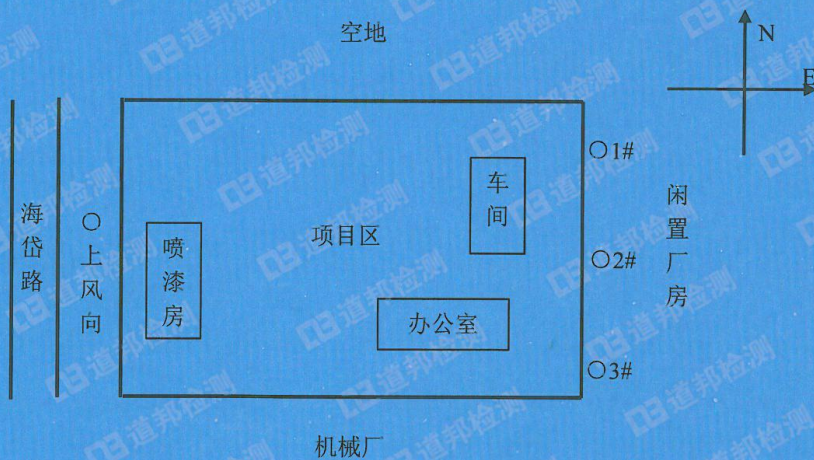 空地
N
E
○1#
车间
闲置厂房
海岱路
○上风向
项目区
喷漆房
○2#
办公室
○3#
机械厂
道邦检测